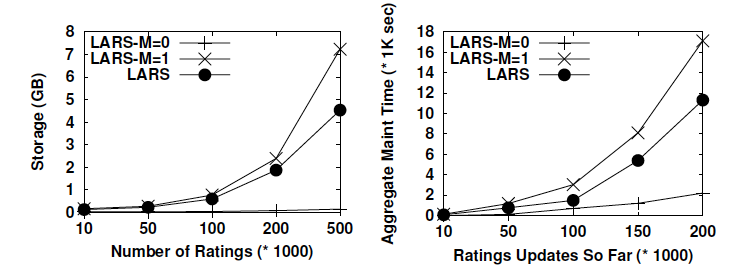 8
7
6
5
4
3
2
1
0
Storage (GB)
LARS-M=0
LARS-M=1
LARS
10 50 100 200 500
Number of Ratings (* 1000)
18
16
14
12
10
8
6
4
2
0
Aggregate Maint Time (* 1K sec)
LARS-M=0
LARS-M=1
LARS
10 50 100 150 200
Ratings Updates So Far (* 1000)